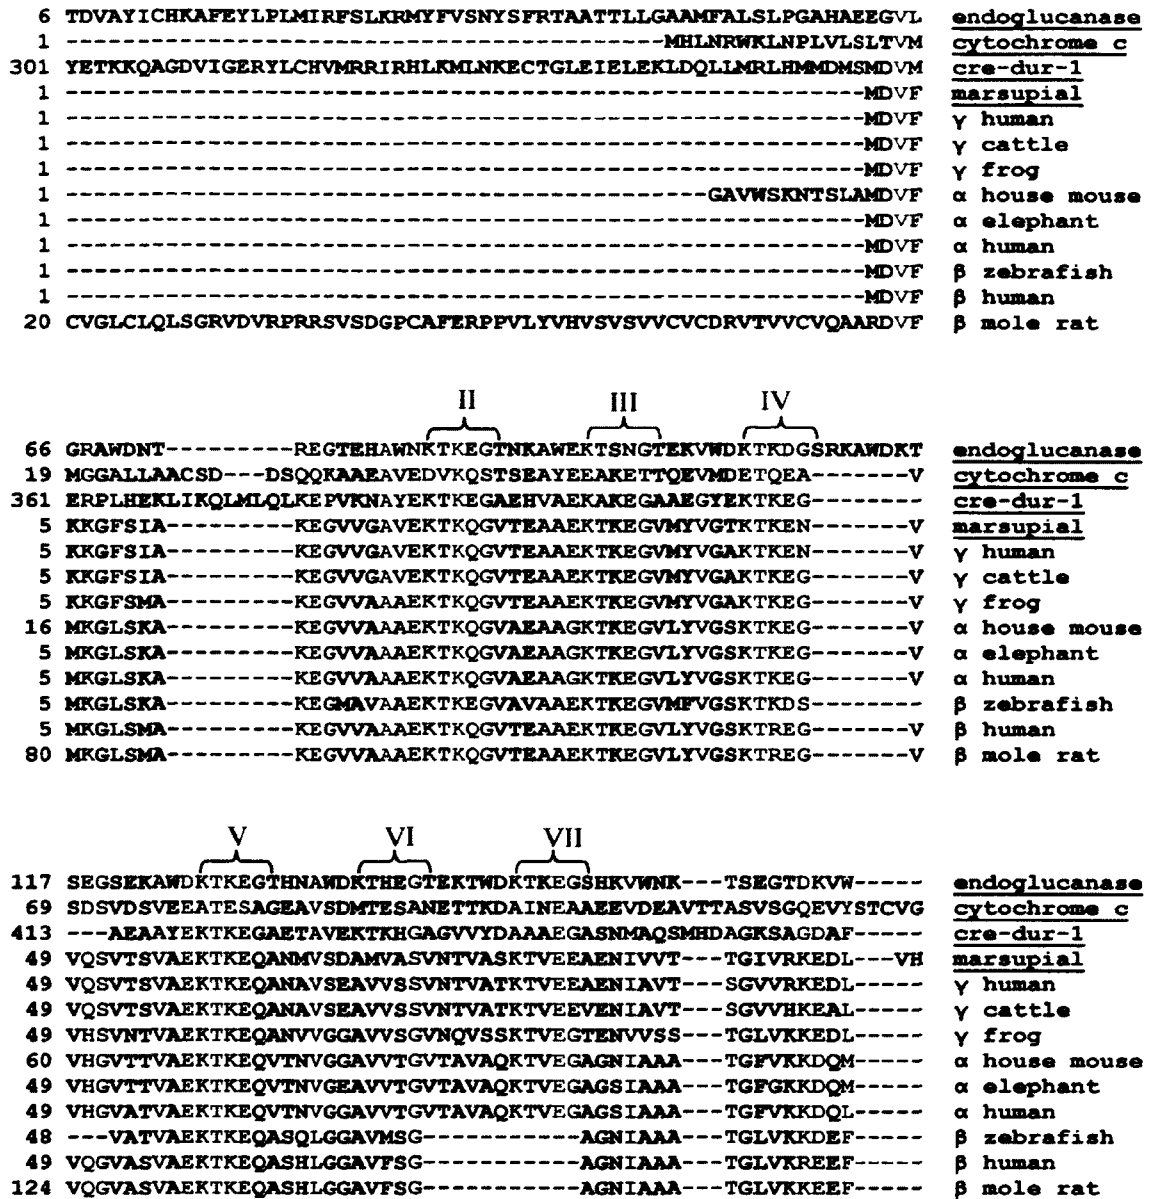 6 TDVAYICHKAFEYLPLMIRFSLKRMYFVSNYSFRTAATTLLGAAMFALSLPGAHAEEGVL endoglucanase
1 ------------------------------------------MHLNRWKLNPLVLSLTVM cytochrome c
301 YETKKQAGDVIGERYLCHVMRRIRHLKMLNKECTGLEIELEKLDQLLMRLHMMDMSMDVM cre-dur-1
1 --------------------------------------------------------MDVF marsupial
1 --------------------------------------------------------MDVF γ human
1 --------------------------------------------------------MDVF γ cattle
1 --------------------------------------------------------MDVF γ frog
1 ---------------------------------------------GAVWSKNTSLAMDVF α house mouse
1 --------------------------------------------------------MDVF α elephant
1 --------------------------------------------------------MDVF α human
1 --------------------------------------------------------MDVF β zebrafish
1 --------------------------------------------------------MDVF β human
20 CVGLCLQLSGRVDVRPRRSVSDGPCAFERPPVLYVHVSVSVVCVCDRVTVVCVQAARDVF β mole rat
II III IV
66 GRAWDNT---------REGTEHAWNKTKEGTNKAWEKTSNGTEKVWDKTKDGSRKAWDKT endoglucanase
19 MGGALLAACSD---DSQQKAAEAVEDVKQSTSEAYEEAKETTQEVMDETQEA-------V cytochrome c
361 ERPLHEKLIKQLMLQLKEPVKNAYEKTKEGAEHVAEKAKEGAAEGYEKTKEG-------- cre-dur-1
5 KKGFSIA---------KEGVVGAVEKTKQGVTEAAEKTKEGVMYVGTKTKEN-------V marsupial
5 KKGFSIA---------KEGVVGAVEKTKQGVTEAAEKTKEGVMYVGAKTKEN-------V γ human
5 KKGFSIA---------KEGVVGAVEKTKQGVTEAAEKTKEGVMYVGAKTKEG-------V γ cattle
5 KKGFSMA---------KEGVVAAAEKTKQGVTEAAEKTKEGVMYVGAKTKEG-------V γ frog
16 MKGLSKA---------KEGVVAAAEKTKQGVAEAAGKTKEGVLYVGSKTKEG-------V α house mouse
5 MKGLSKA---------KEGVVAAAEKTKQGVAEAAGKTKEGVLYVGSKTKEG-------V α elephant
5 MKGLSKA---------KEGVVAAAEKTKQGVAEAAGKTKEGVLYVGSKTKEG-------V α human
5 MKGLSKA---------KEGMAVAAEKTKEGVAVAAEKTKEGVMFVGSKTKDS-------- β zebrafish
5 MKGLSMA---------KEGVVAAAEKTKQGVTEAAEKTKEGVLYVGSKTREG-------V β human
80 MKGLSMA---------KEGVVAAAEKTKQGVTEAAEKTKEGVLYVGSKTREG-------V β mole rat
V VI VII
117 SEGSEKAWDKTKEGTHNAWDKTHEGTEKTWDKTKEGSHKVWNK---TSEGTDKVW----- endoglucanase
69 SDSVDSVEEATESAGEAVSDMTESANETTKDAINEAAEEVDEAVTTASVSGQEVYSTCVG cytochrome c
413 ---AEAAYEKTKEGAETAVEKTKHGAGVVYDAAAEGASNMAQSMHDAGKSAGDAF----- cre-dur-1
49 VQSVTSVAEKTKEQANMVSDAMVASVNTVASKTVEEAENIVVT---TGIVRKEDL---VH marsupial
49 VQSVTSVAEKTKEQANAVSEAVVSSVNTVATKTVEEAENIAVT---SGVVRKEDL----- γ human
49 VQSVTSVAEKTKEQANAVSEAVVSSVNTVATKTVEEVENIAVT---SGVVHKEAL----- γ cattle
49 VHSVNTVAEKTKEQANVVGGAVVSGVNQVSSKTVEGTENVVSS---TGLVKKEDL----- γ frog
60 VHGVTTVAEKTKEQVTNVGGAVVTGVTAVAQKTVEGAGNIAAA---TGFVKKDQM----- α house mouse
49 VHGVTTVAEKTKEQVTNVGEAVVTGVTAVAQKTVEGAGSIAAA---TGFGKKDQM----- α elephant
49 VHGVATVAEKTKEQVTNVGGAVVTGVTAVAQKTVEGAGSIAAA---TGFVKKDQL----- α human
48 ---VATVAEKTKEQASQLGGAVMSG-----------AGNIAAA---TGLVKKDEF----- β zebrafish
49 VQGVASVAEKTKEQASHLGGAVFSG-----------AGNIAAA---TGLVKREEF----- β human
124 VQGVASVAEKTKEQASHLGGAVFSG-----------AGNIAAA---TGLVKKEEF----- β mole rat